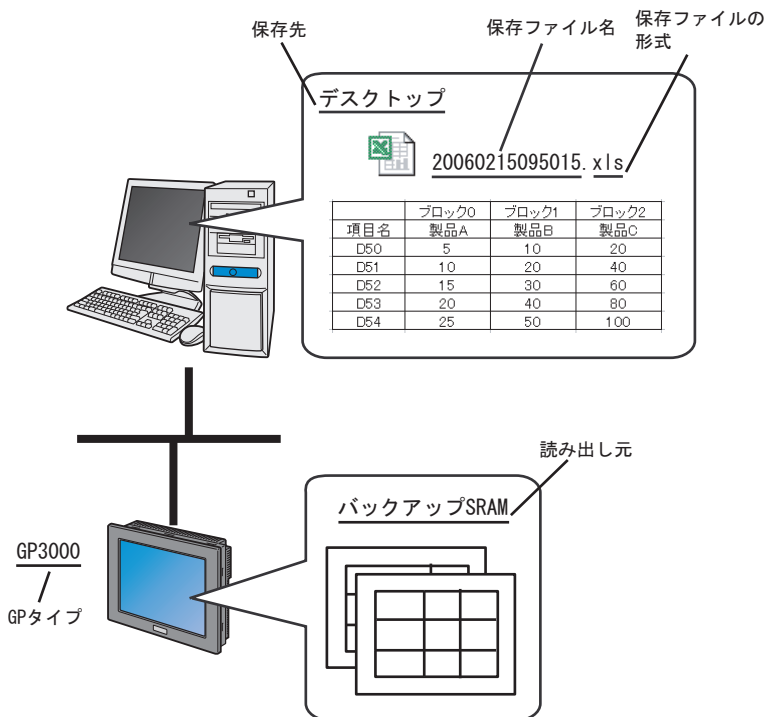 保存先
保存ファイル名
保存ファイルの
形式
デスクトップ
20060215095015.xls
ブロック0 ブロック1 ブロック2
項目名 製品A 製品B 製品C
D50 5 10 20
D51 10 20 40
D52 15 30 60
D53 20 40 80
D54 25 50 100
読み出し元
バックアップSRAM
GP3000
GPタイプ